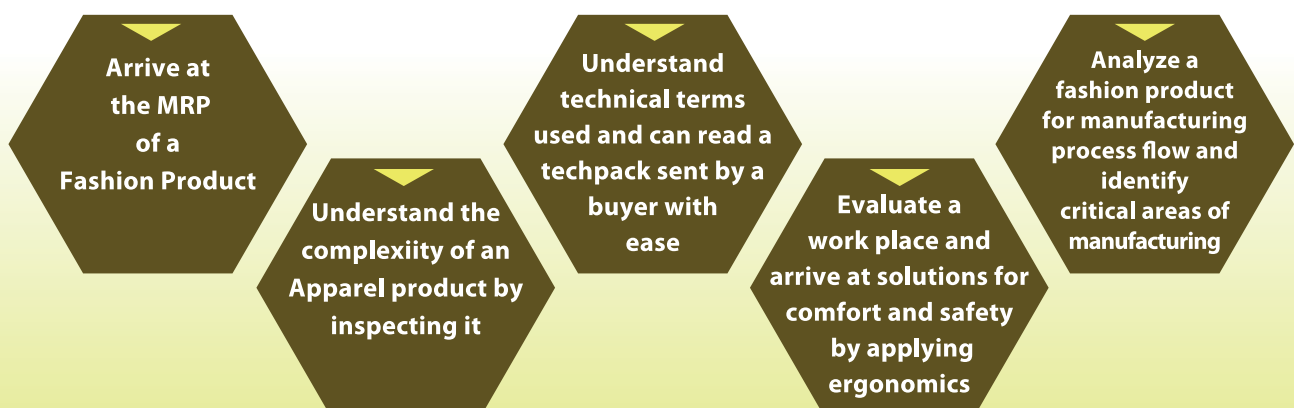 Arrive at
the MRP
of a
Fashion Product
Understand the
complexiity of an
Apparel product by
inspecting it
Understand
technical terms
used and can read a
techpack sent by a
buyer with
ease
Evaluate a
work place and
arrive at solutions for
comfort and safety
by applying
ergonomics
Analyze a
fashion product
for manufacturing
process flow and
identify
critical areas of
manufacturing